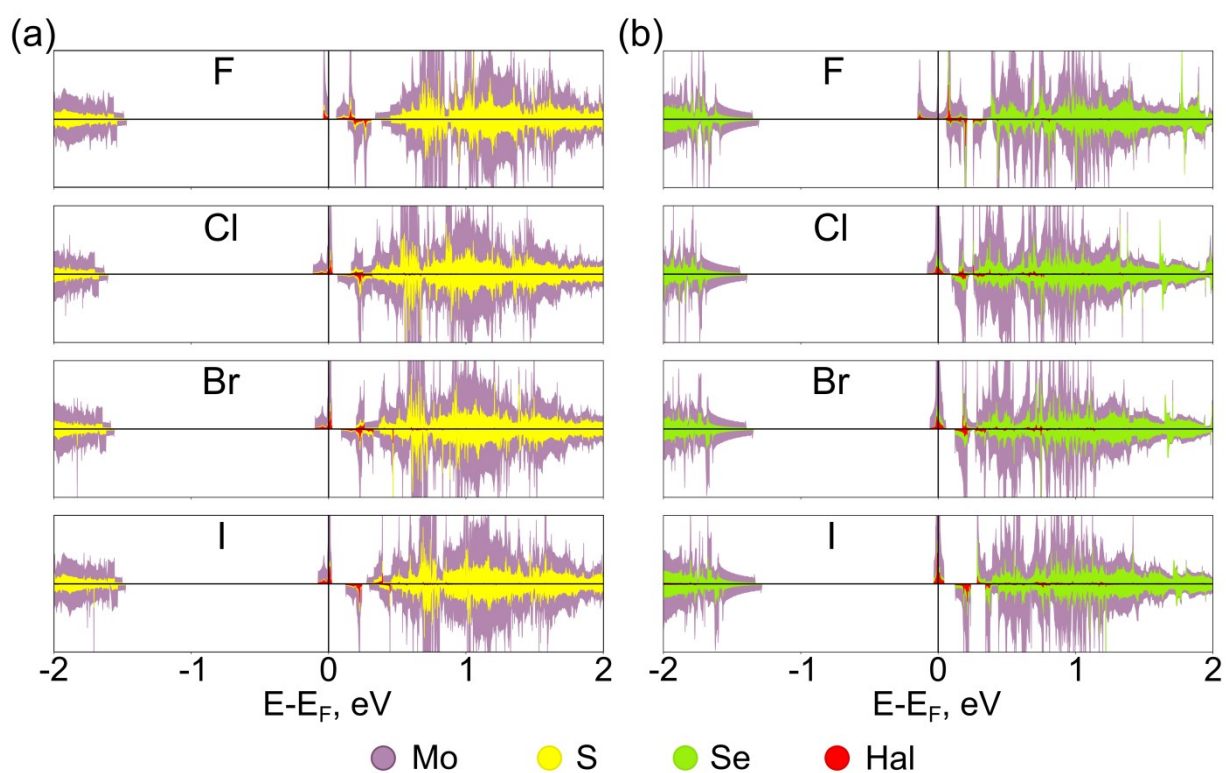 (a)
F
Cl
Br
I
-2 -1 0 1 2
E-E_F, eV
(b)
F
Cl
Br
I
-2 -1 0 1 2
E-E_F, eV
Mo S Se Hal